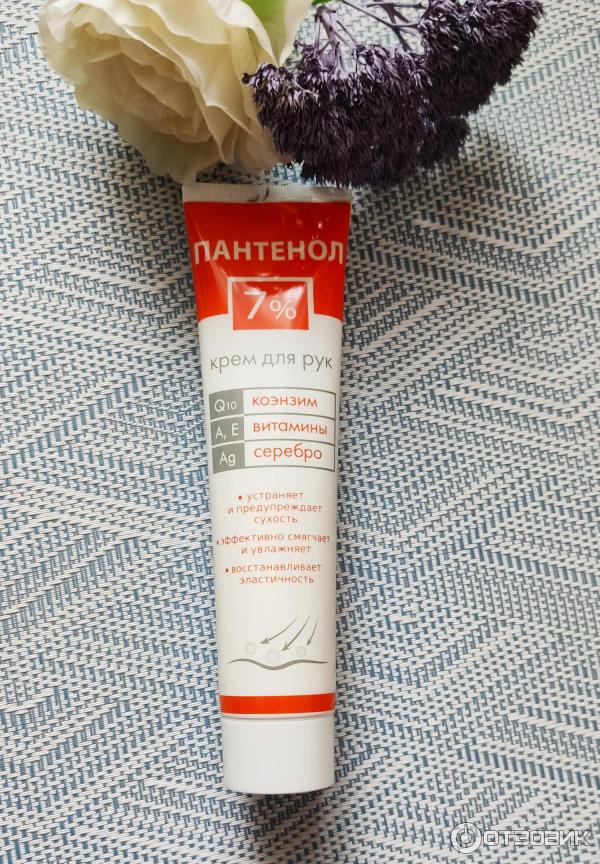 ПАНТЕНОЛ
7%
крем для рук
Q10 коэнзим
A, E витамины
Ag серебро
• устраняет
и предупреждает
сухость
• эффективно смягчает
и увлажняет
• восстанавливает
эластичность
ОТЗОВИК